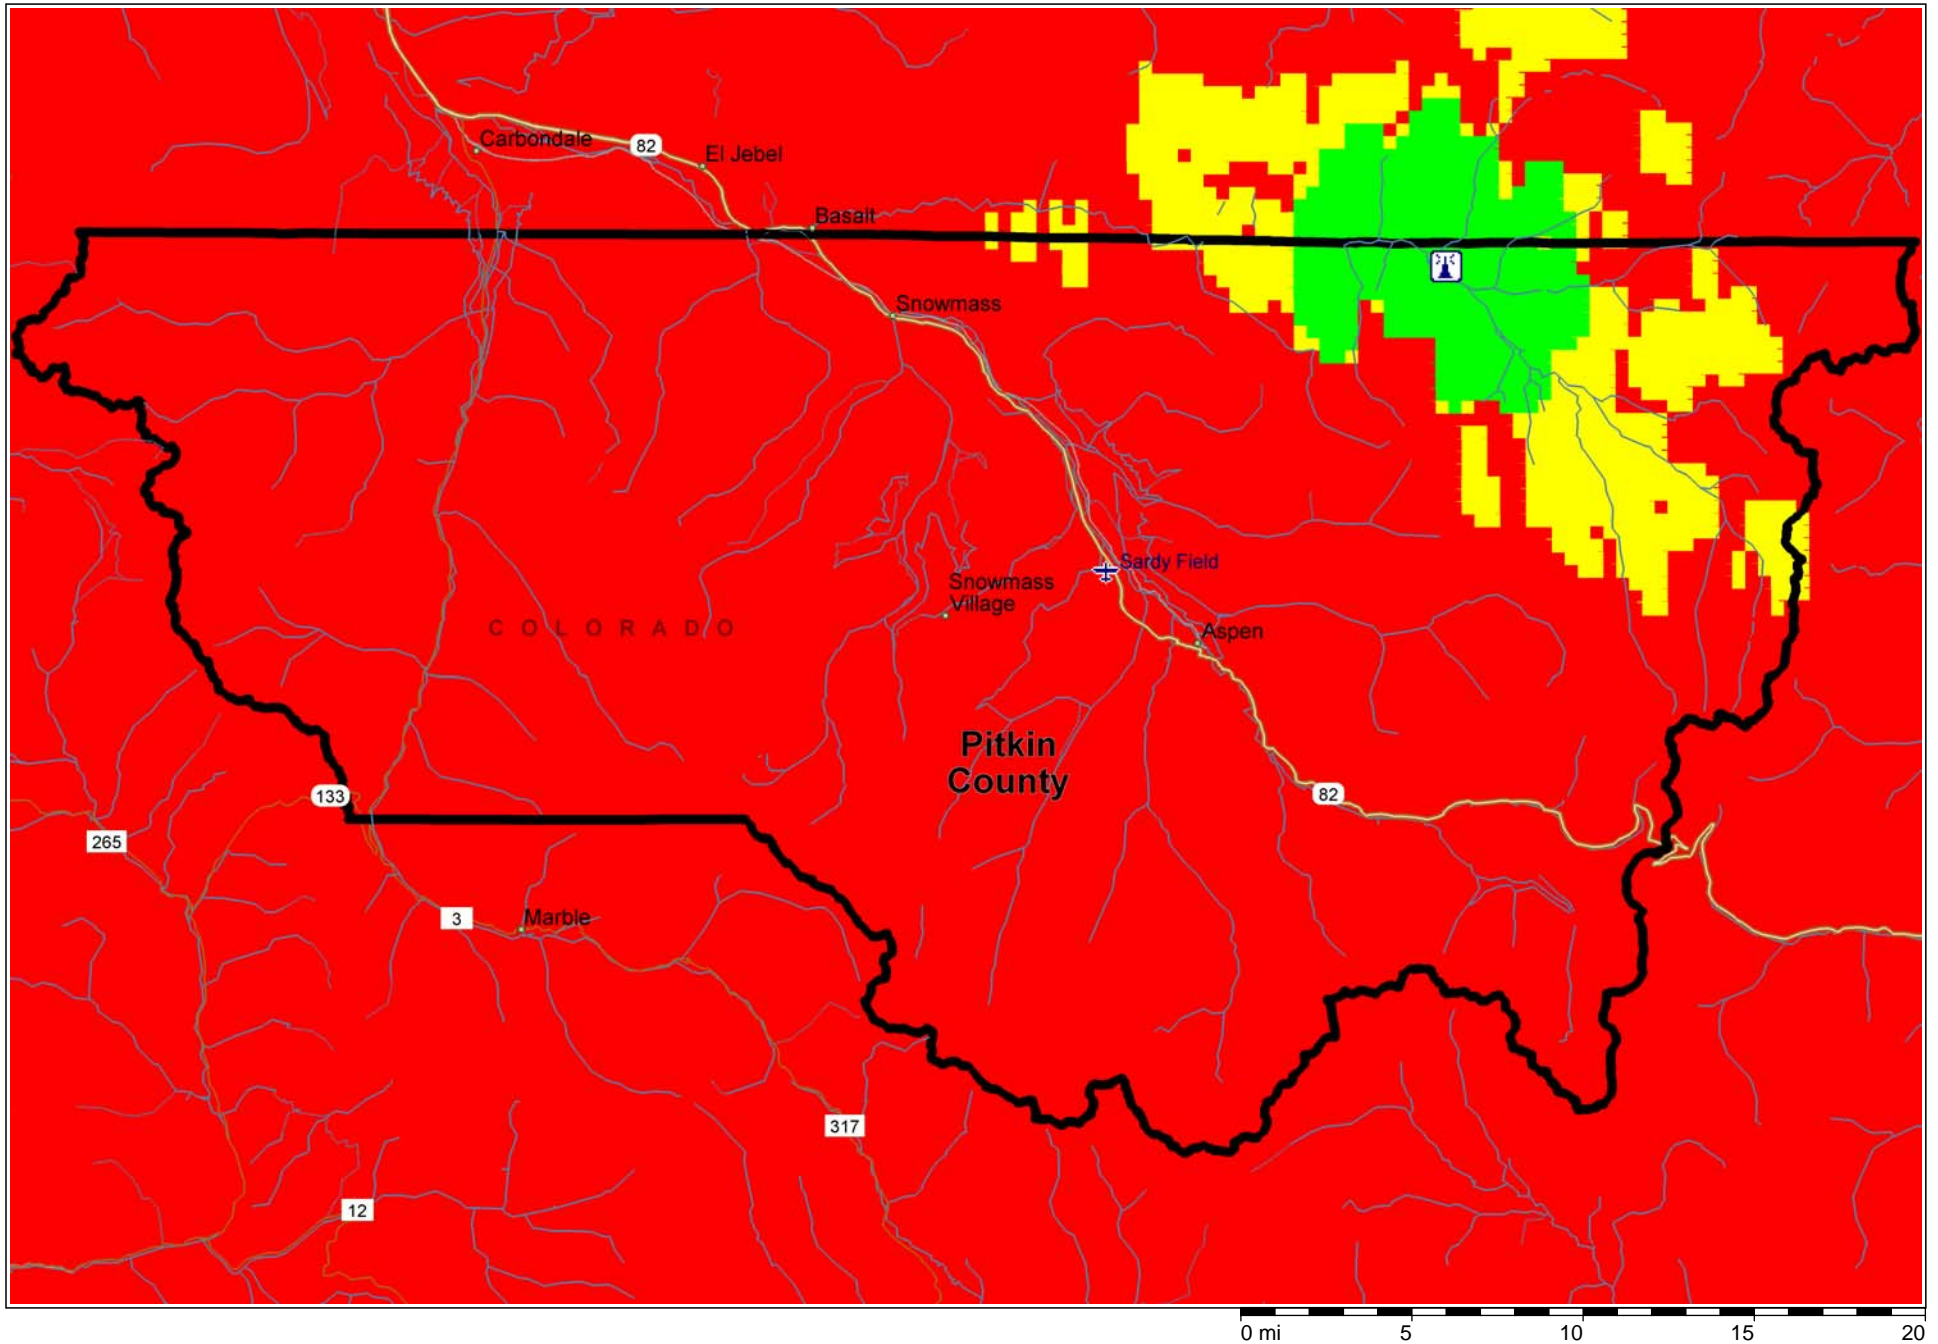 Carbondale
82
El Jebel
Basalt
Snowmass
Sardy Field
Snowmass
Village
COLORADO
Aspen
Pitkin
County
133
82
265
3
Marble
317
12
0 mi
5
10
15
20